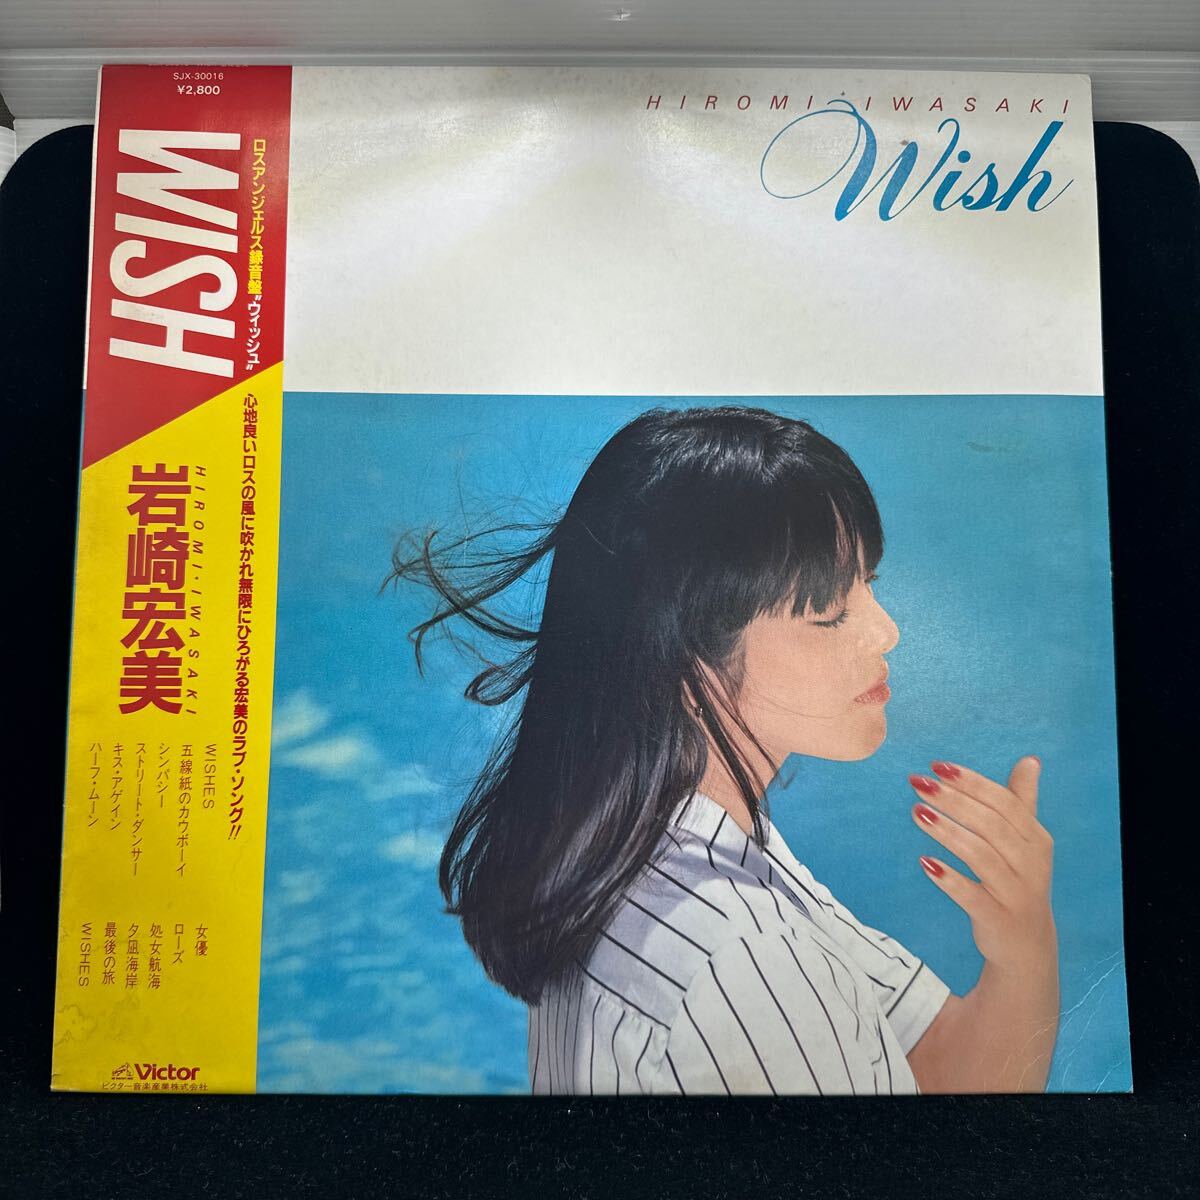 SJX-30016
¥2,800
WISH
ロスアンジェルス録音盤"ウィッシュ"
心地良いロスの風に吹かれ無限にひろがる宏美のラブ・ソング!!
HIROMI・IWASAKI
岩崎宏美
WISHES
五線紙のカウボーイ
シンパシー
ストリート・ダンサー
キス・アゲイン
ハーフ・ムーン
女優
ローズ
処女航海
夕凪海岸
最後の旅
WISHES
Victor
ビクター音楽産業株式会社
HIROMI・IWASAKI
Wish